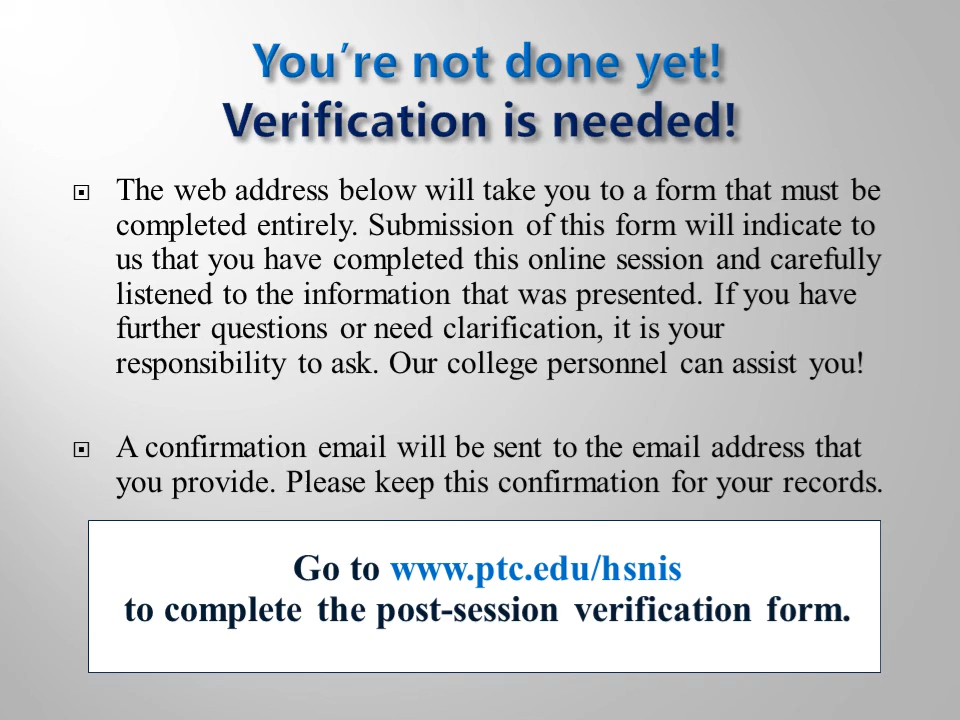 You’re not done yet!
Verification is needed!
The web address below will take you to a form that must be
completed entirely. Submission of this form will indicate to
us that you have completed this online session and carefully
listened to the information that was presented. If you have
further questions or need clarification, it is your
responsibility to ask. Our college personnel can assist you!
A confirmation email will be sent to the email address that
you provide. Please keep this confirmation for your records.
Go to www.ptc.edu/hsnis
to complete the post-session verification form.